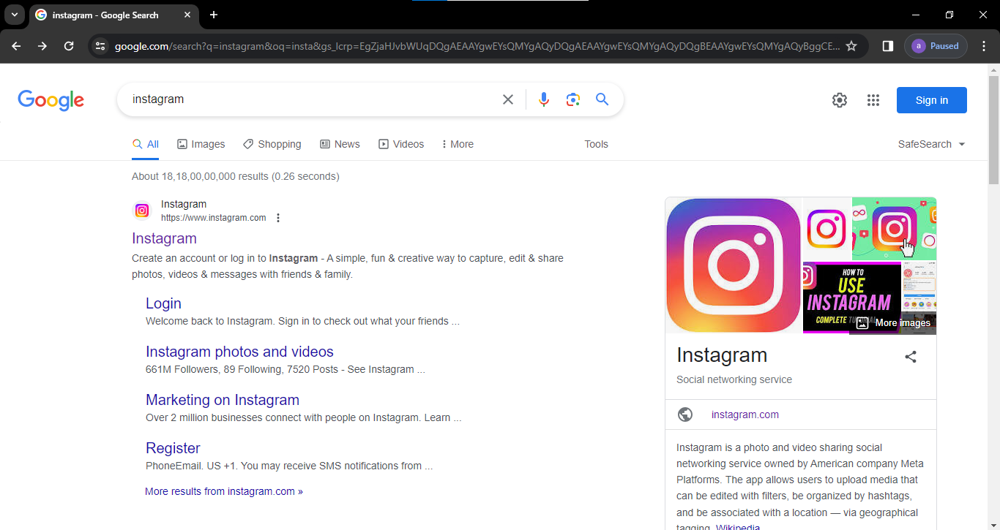 instagram - Google Search
google.com/search?q=instagram&oq=insta&gs_lcrp=EgZjaHJvbWUqDQgAEAAYgwEYsQMYgAQyDQgAEAAYgwEYsQMYgAQyDQgBEAAYgwEYsQMYgAQyBggCE...
a Paused
Google
instagram
Sign in
All Images Shopping News Videos More Tools SafeSearch
About 18,18,00,00,000 results (0.26 seconds)
Instagram
https://www.instagram.com
Instagram
Create an account or log in to Instagram - A simple, fun & creative way to capture, edit & share
photos, videos & messages with friends & family.
Login
Welcome back to Instagram. Sign in to check out what your friends ...
Instagram photos and videos
661M Followers, 89 Following, 7520 Posts - See Instagram ...
Marketing on Instagram
Over 2 million businesses connect with people on Instagram. Learn ...
Register
PhoneEmail. US +1. You may receive SMS notifications from ...
More results from instagram.com »
HOW TO
USE
INSTAGRAM
COMPLETE
More images
Instagram
Social networking service
instagram.com
Instagram is a photo and video sharing social
networking service owned by American company Meta
Platforms. The app allows users to upload media that
can be edited with filters, be organized by hashtags,
and be associated with a location — via geographical
tagging. Wikipedia